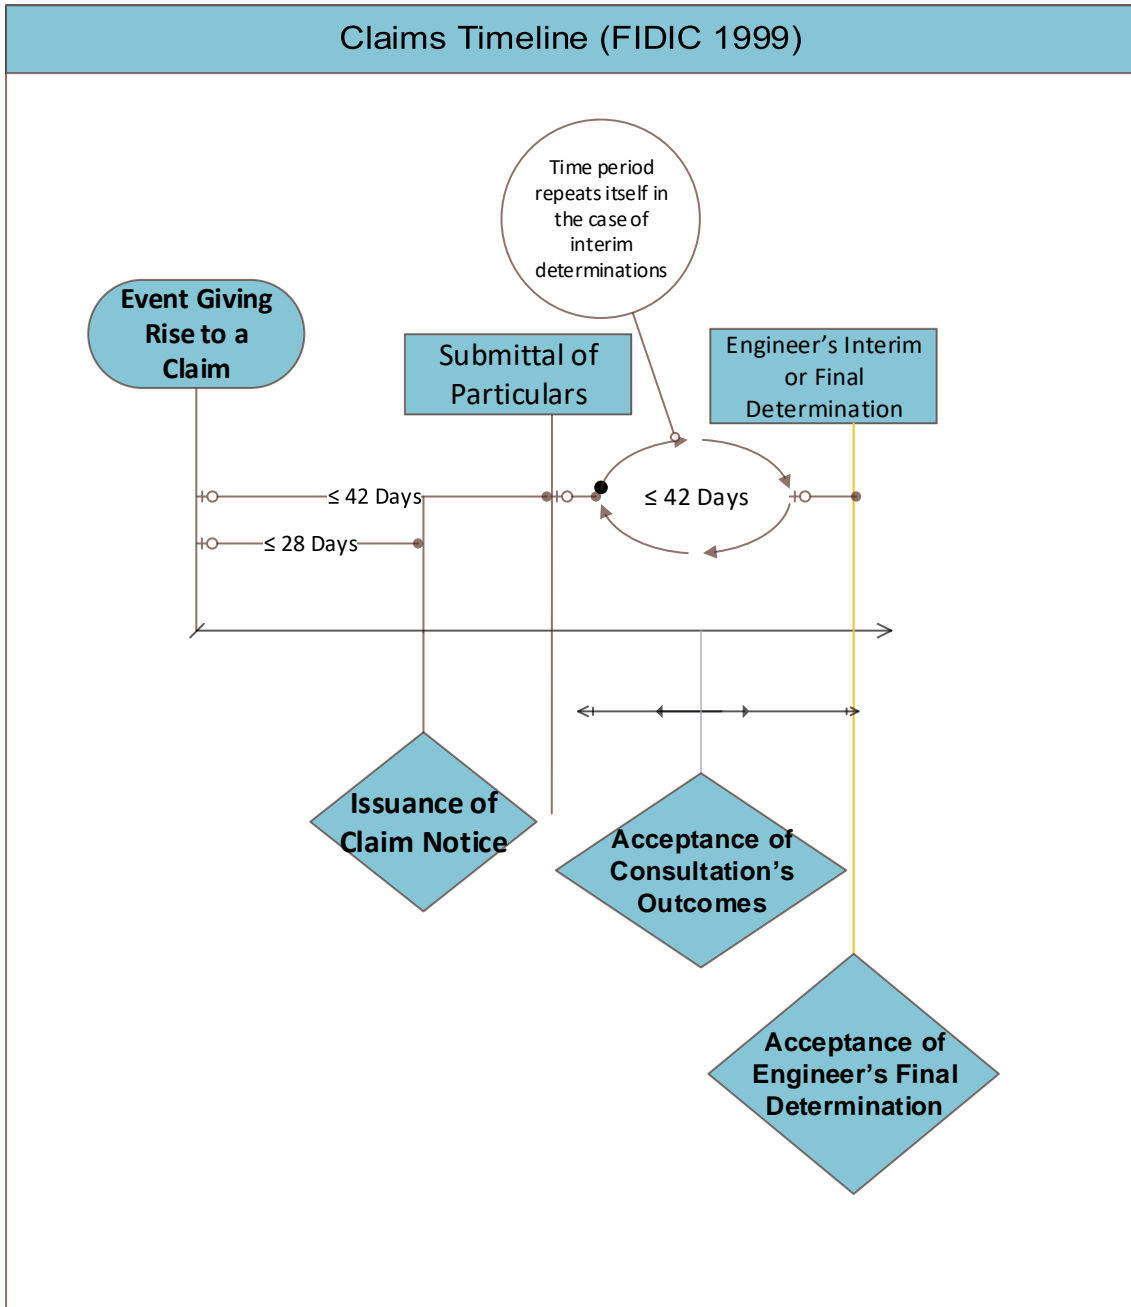 Claims Timeline (FIDIC 1999)
Time period
repeats itself in
the case of
interim
determinations
Event Giving
Rise to a
Claim
Submittal of
Particulars
Engineer’s Interim
or Final
Determination
≤ 42 Days
≤ 42 Days
≤ 28 Days
Issuance of
Claim Notice
Acceptance of
Consultation’s
Outcomes
Acceptance of
Engineer’s Final
Determination